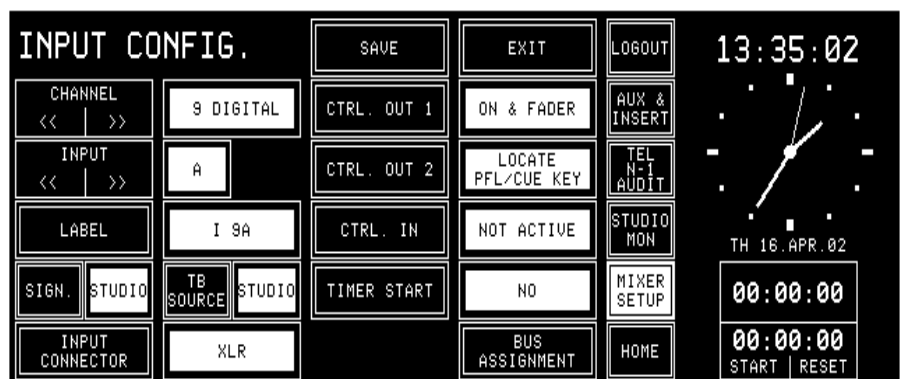 INPUT CONFIG.
SAVE
EXIT
LOGOUT
13:35:02
CHANNEL
<< | >>
9 DIGITAL
CTRL. OUT 1
ON & FADER
AUX &
INSERT
INPUT
<< | >>
A
CTRL. OUT 2
LOCATE
PFL/CUE KEY
TEL
N-1
AUDIT
LABEL
I 9A
CTRL. IN
NOT ACTIVE
STUDIO
MON
TH 16.APR.02
SIGN.
STUDIO
TB
SOURCE
STUDIO
TIMER START
NO
MIXER
SETUP
00:00:00
INPUT
CONNECTOR
XLR
BUS
ASSIGNMENT
HOME
00:00:00
START | RESET